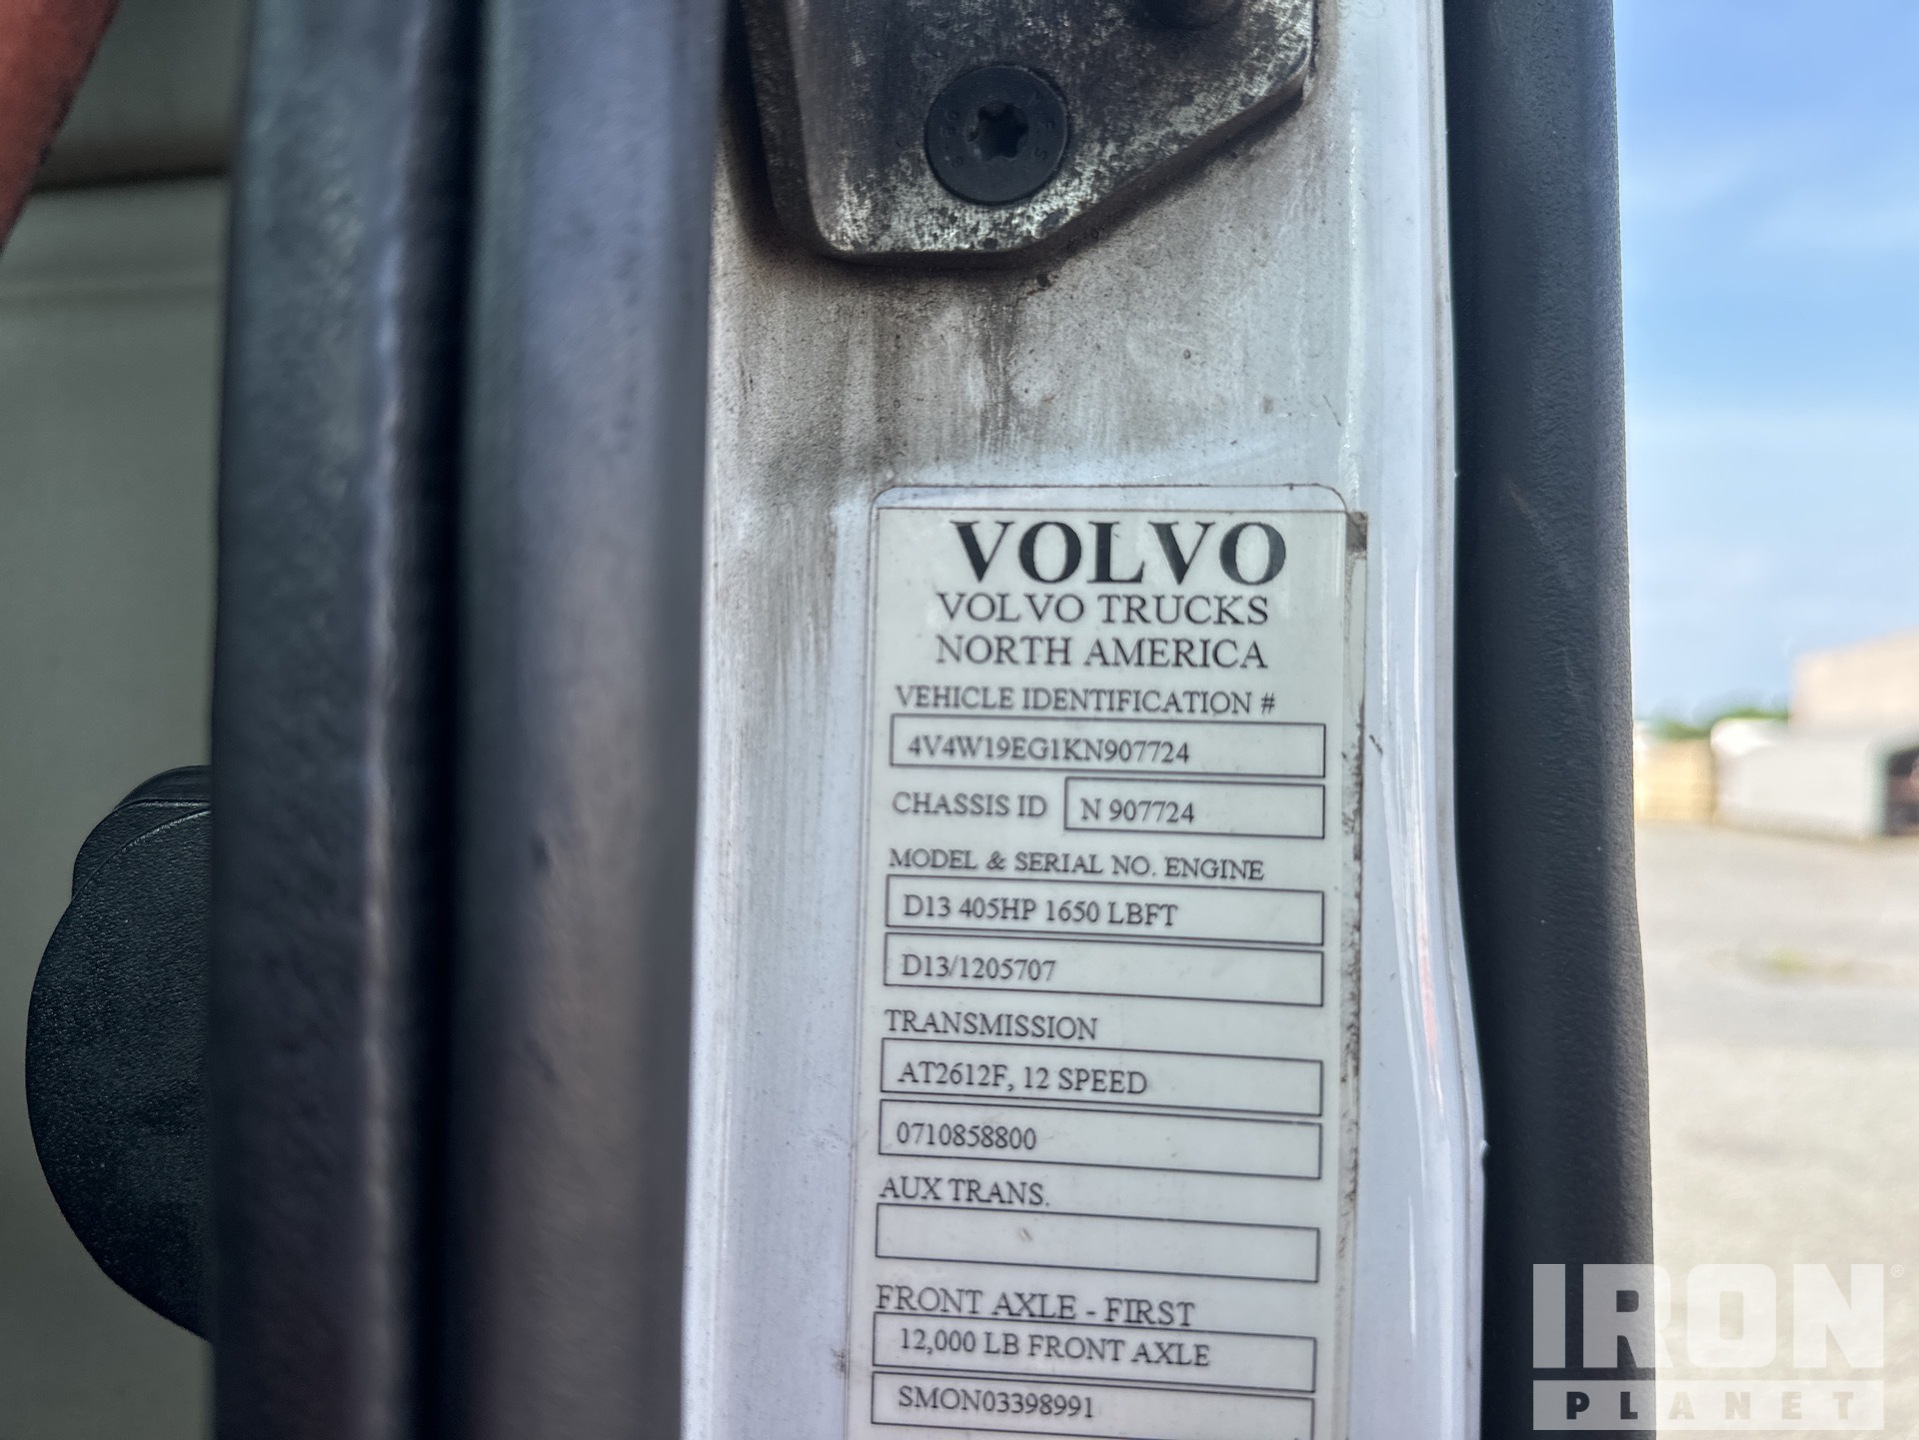 VOLVO
VOLVO TRUCKS
NORTH AMERICA
VEHICLE IDENTIFICATION #
4V4W19EG1KN907724
CHASSIS ID N 907724
MODEL & SERIAL NO. ENGINE
D13 405HP 1650 LBFT
D13/1205707
TRANSMISSION
AT2612F, 12 SPEED
0710858800
AUX TRANS.
FRONT AXLE - FIRST
12,000 LB FRONT AXLE
SMON03398991
IRON®
PLANET